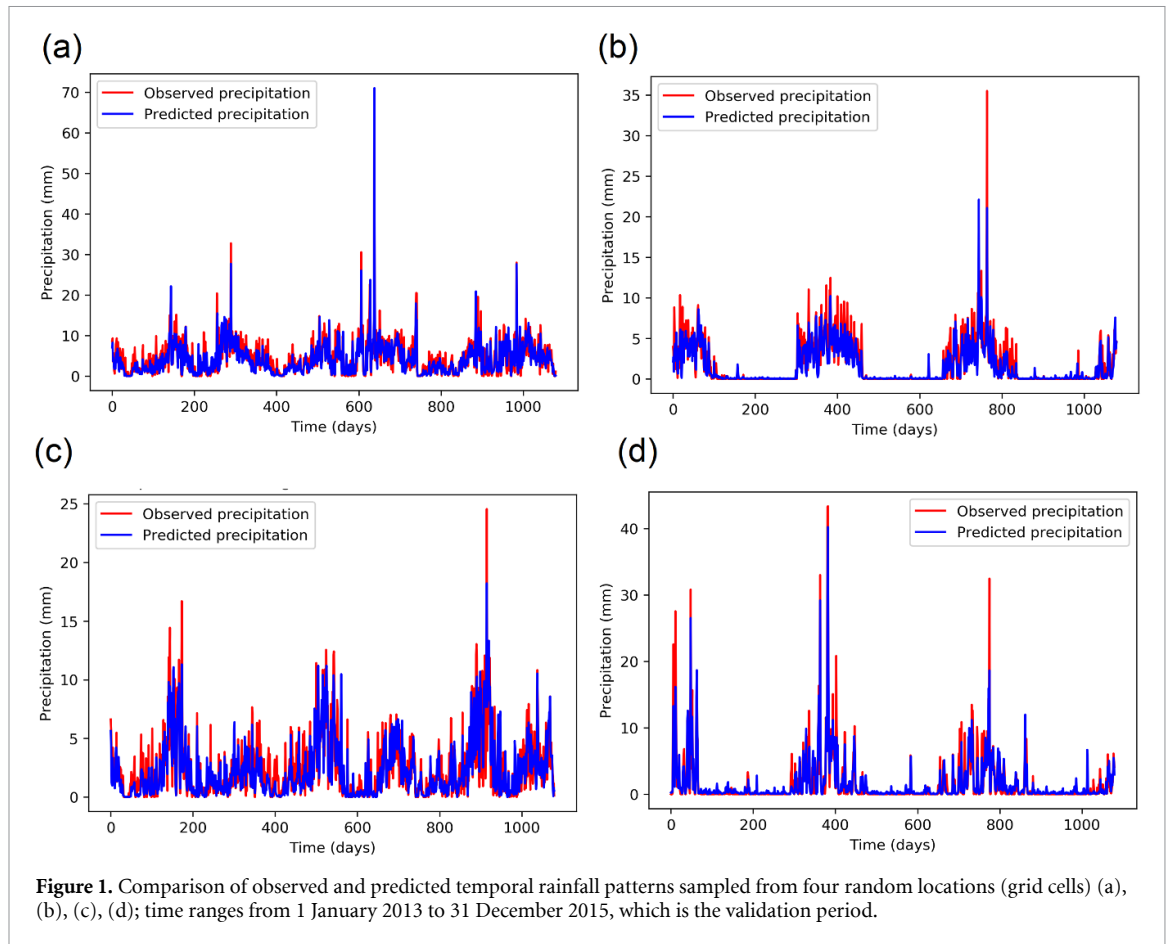 (a)
Observed precipitation
Predicted precipitation
70
60
50
40
30
20
10
0
Precipitation (mm)
0 200 400 600 800 1000
Time (days)
(b)
Observed precipitation
Predicted precipitation
35
30
25
20
15
10
5
0
Precipitation (mm)
0 200 400 600 800 1000
Time (days)
(c)
Observed precipitation
Predicted precipitation
25
20
15
10
5
0
Precipitation (mm)
0 200 400 600 800 1000
Time (days)
(d)
Observed precipitation
Predicted precipitation
40
30
20
10
0
Precipitation (mm)
0 200 400 600 800 1000
Time (days)
Figure 1. Comparison of observed and predicted temporal rainfall patterns sampled from four random locations (grid cells) (a),
(b), (c), (d); time ranges from 1 January 2013 to 31 December 2015, which is the validation period.